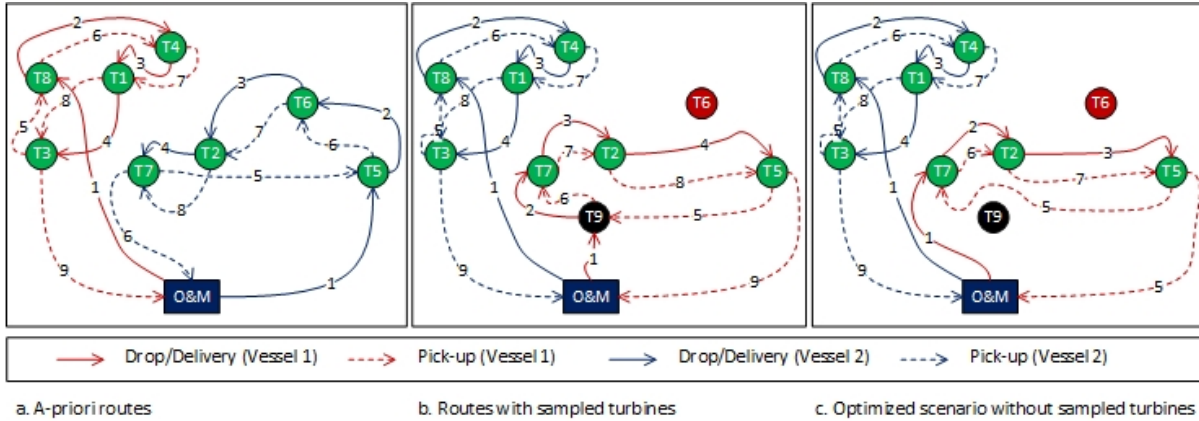 2
T4
6
3
T8
T1
7
8
5
T3
4
3
T6
2
7
6
4
T2
T7
5
T5
1
8
6
9
O&M
1
2
T4
6
3
T8
T1
7
8
5
T3
4
T6
3
4
7
T2
T7
8
T5
1
6
2
T9
5
1
9
9
O&M
2
T4
6
3
T8
T1
7
8
5
T3
4
T6
2
3
6
T2
T7
7
T5
1
5
T9
1
9
5
O&M
Drop/Delivery (Vessel 1)
Pick-up (Vessel 1)
Drop/Delivery (Vessel 2)
Pick-up (Vessel 2)
a. A-priori routes
b. Routes with sampled turbines
c. Optimized scenario without sampled turbines